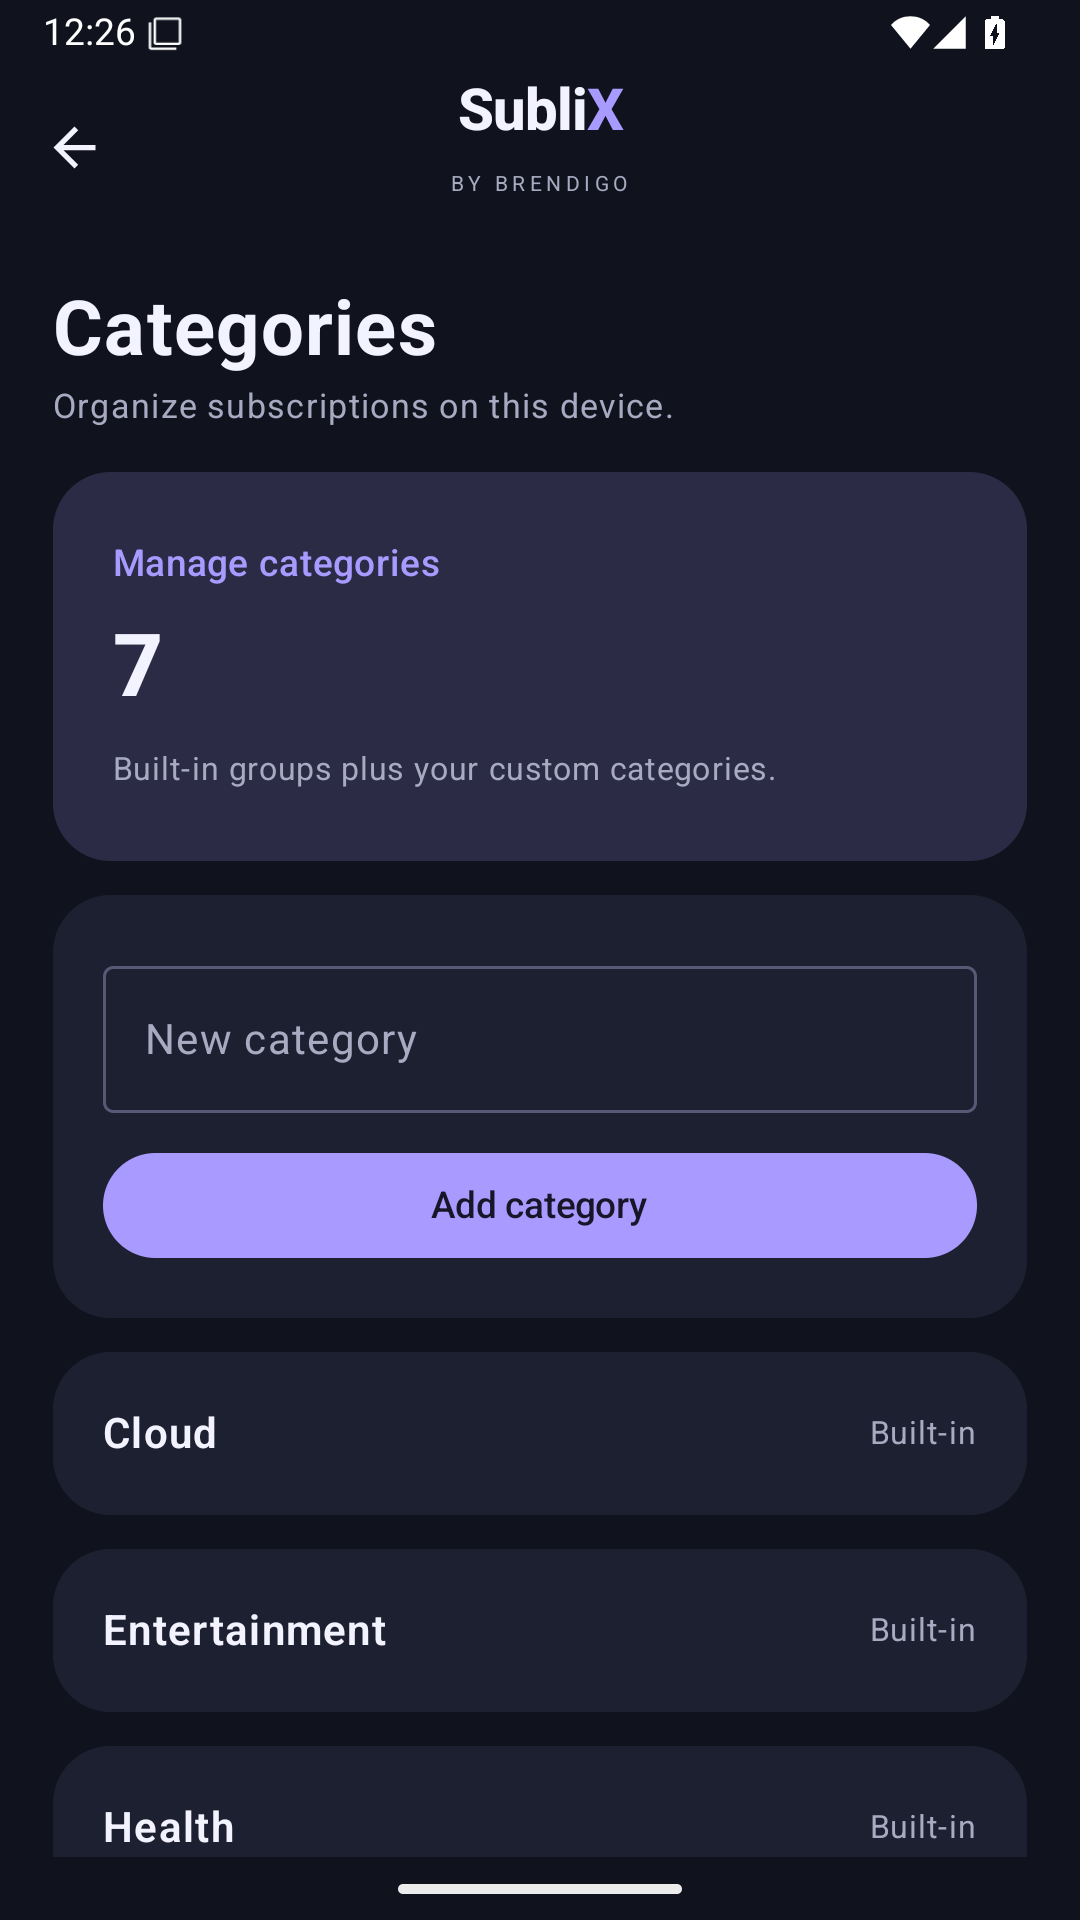 12:26
SubliX
BY BRENDIGO
Categories
Organize subscriptions on this device.
Manage categories
7
Built-in groups plus your custom categories.
New category
Add category
Cloud
Built-in
Entertainment
Built-in
Health
Built-in